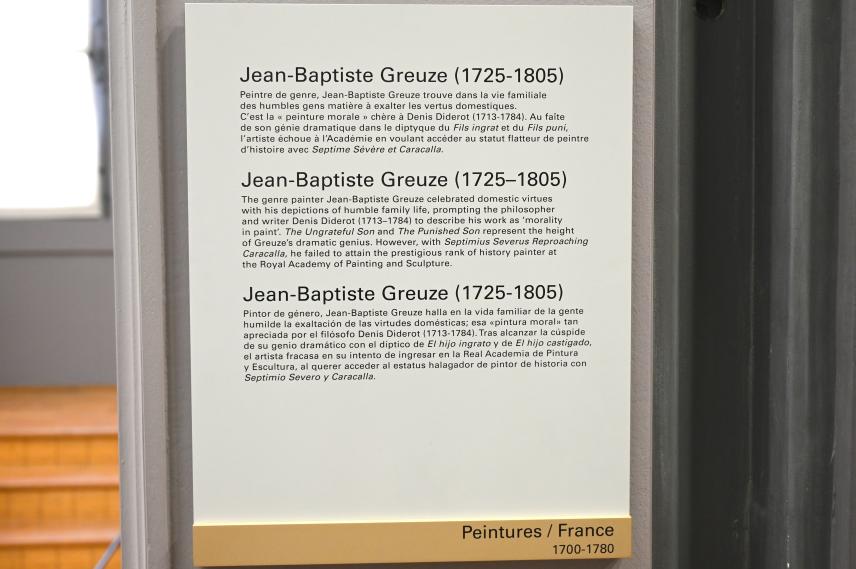 Jean-Baptiste Greuze (1725-1805)
Peintre de genre, Jean-Baptiste Greuze trouve dans la vie familiale
des humbles gens matière à exalter les vertus domestiques.
C'est la « peinture morale » chère à Denis Diderot (1713-1784). Au faîte
de son génie dramatique dans le diptyque du Fils ingrat et du Fils puni,
l'artiste échoue à l'Académie en voulant accéder au statut flatteur de peintre
d'histoire avec Septime Sévère et Caracalla.
Jean-Baptiste Greuze (1725–1805)
The genre painter Jean-Baptiste Greuze celebrated domestic virtues
with his depictions of humble family life, prompting the philosopher
and writer Denis Diderot (1713–1784) to describe his work as 'morality
in paint'. The Ungrateful Son and The Punished Son represent the height
of Greuze's dramatic genius. However, with Septimius Severus Reproaching
Caracalla, he failed to attain the prestigious rank of history painter at
the Royal Academy of Painting and Sculpture.
Jean-Baptiste Greuze (1725-1805)
Pintor de género, Jean-Baptiste Greuze halla en la vida familiar de la gente
humilde la exaltación de las virtudes domésticas; esa «pintura moral» tan
apreciada por el filósofo Denis Diderot (1713-1784). Tras alcanzar la cúspide
de su genio dramático con el díptico de El hijo ingrato y de El hijo castigado,
el artista fracasa en su intento de ingresar en la Real Academia de Pintura
y Escultura, al querer acceder al estatus halagador de pintor de historia con
Septimio Severo y Caracalla.
Peintures / France
1700-1780